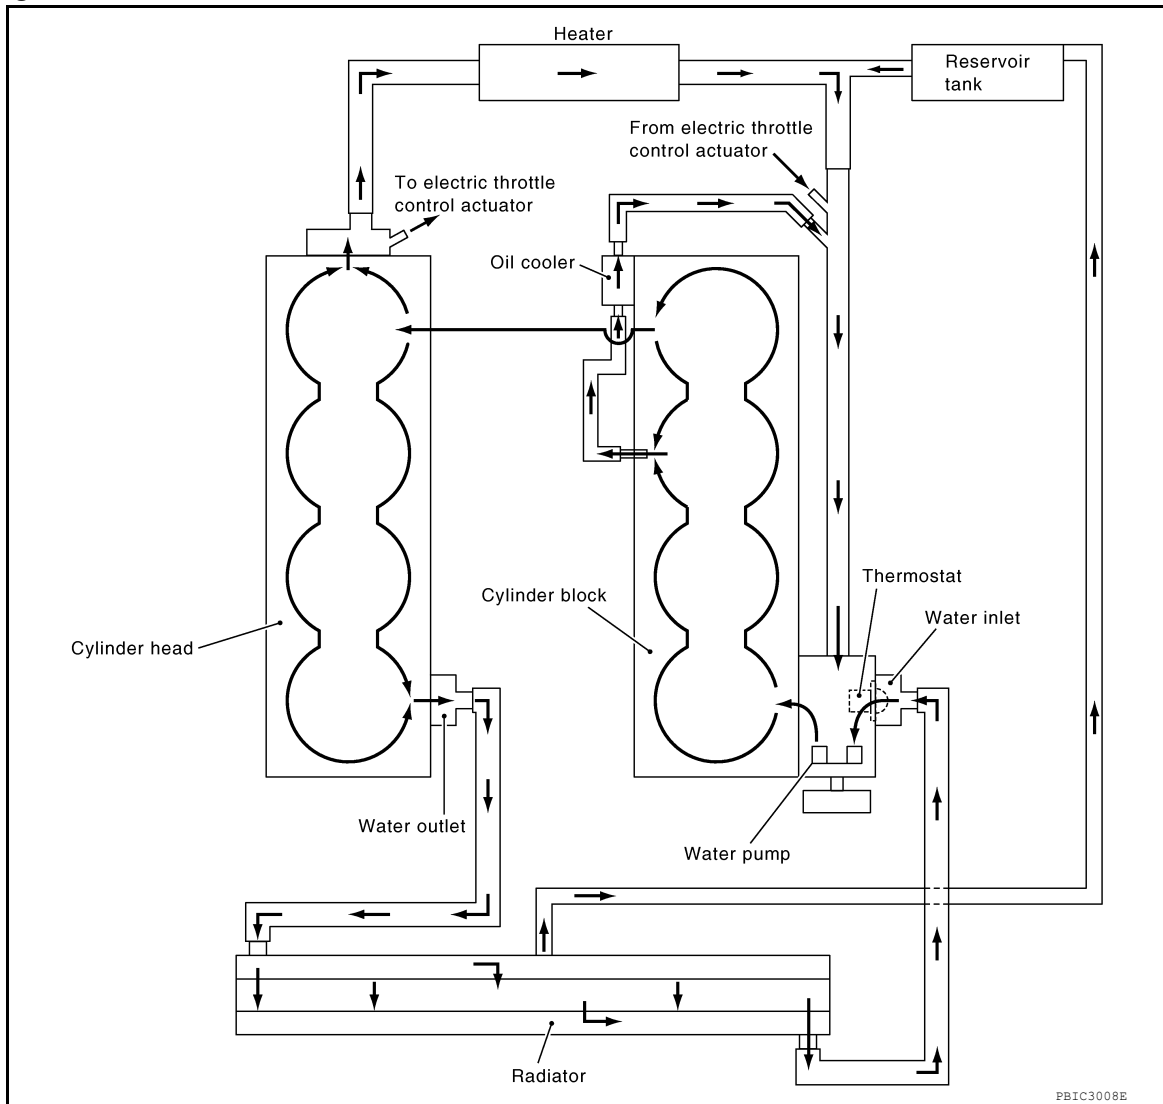 Heater
Reservoir
tank
From electric throttle
control actuator
To electric throttle
control actuator
Oil cooler
Thermostat
Water inlet
Cylinder block
Cylinder head
Water outlet
Water pump
Radiator
PBIC3008E